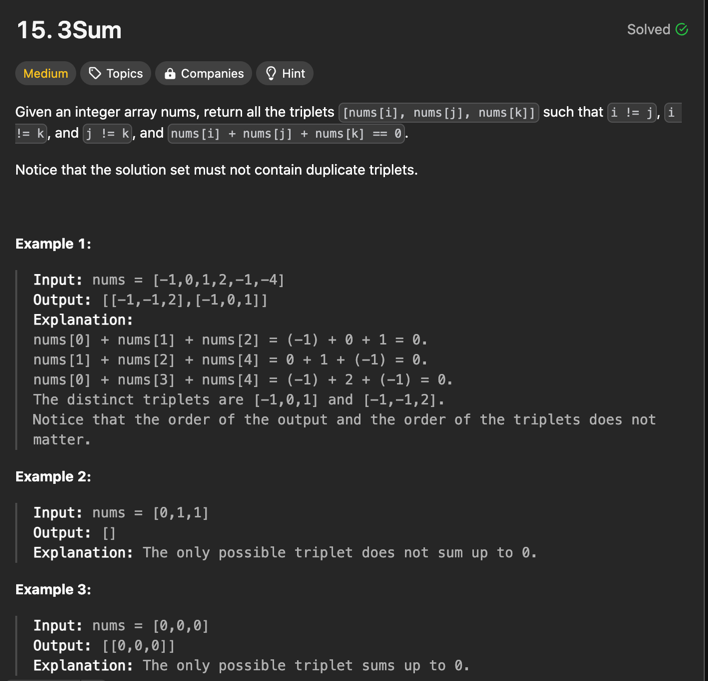 15. 3Sum
Solved
Medium Topics Companies Hint
Given an integer array nums, return all the triplets [nums[i], nums[j], nums[k]] such that i != j, i
!= k, and j != k, and nums[i] + nums[j] + nums[k] == 0.
Notice that the solution set must not contain duplicate triplets.
Example 1:
Input: nums = [-1,0,1,2,-1,-4]
Output: [[-1,-1,2],[-1,0,1]]
Explanation:
nums[0] + nums[1] + nums[2] = (-1) + 0 + 1 = 0.
nums[1] + nums[2] + nums[4] = 0 + 1 + (-1) = 0.
nums[0] + nums[3] + nums[4] = (-1) + 2 + (-1) = 0.
The distinct triplets are [-1,0,1] and [-1,-1,2].
Notice that the order of the output and the order of the triplets does not
matter.
Example 2:
Input: nums = [0,1,1]
Output: []
Explanation: The only possible triplet does not sum up to 0.
Example 3:
Input: nums = [0,0,0]
Output: [[0,0,0]]
Explanation: The only possible triplet sums up to 0.